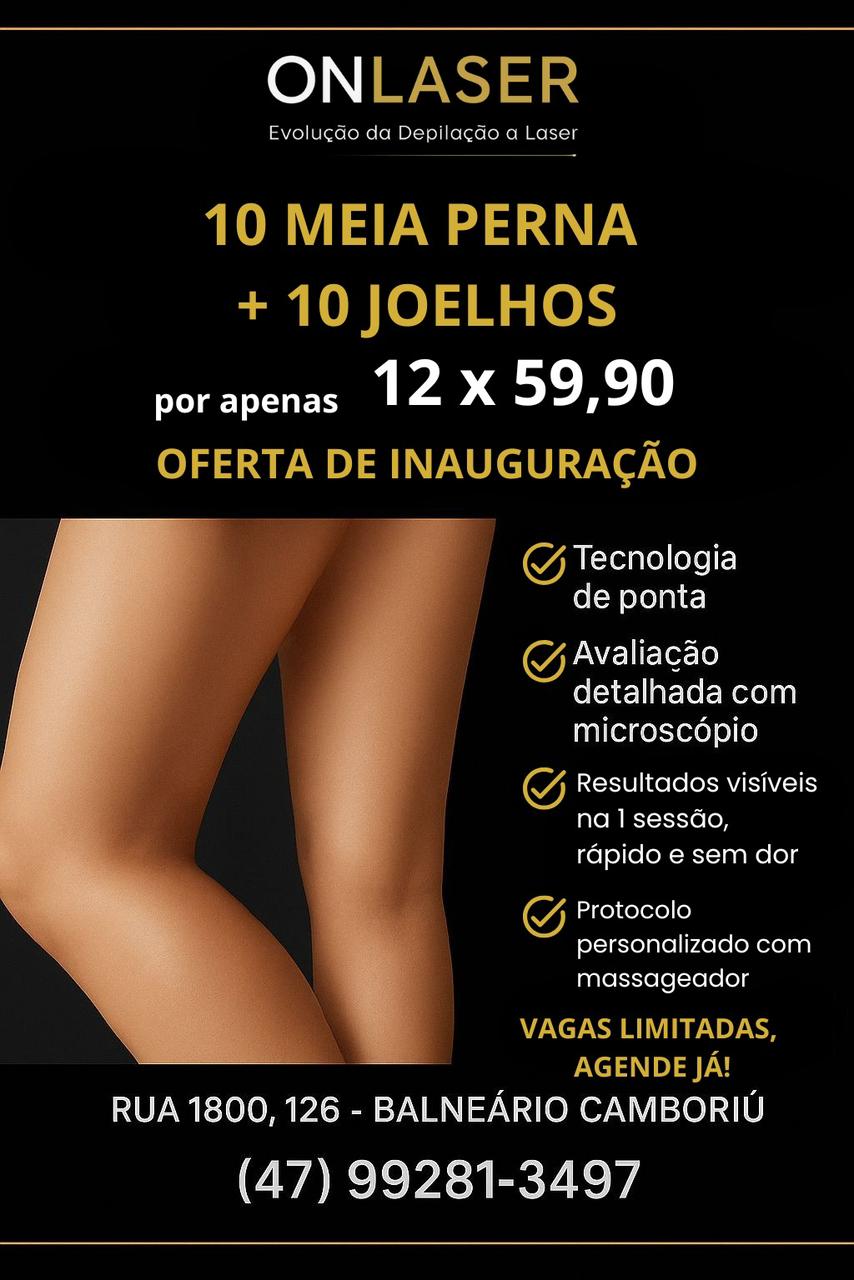 ONLASER
Evolução da Depilação a Laser
10 MEIA PERNA
+ 10 JOELHOS
por apenas 12 x 59,90
OFERTA DE INAUGURAÇÃO
Tecnologia
de ponta
Avaliação
detalhada com
microscópio
Resultados visíveis
na 1 sessão,
rápido e sem dor
Protocolo
personalizado com
massageador
VAGAS LIMITADAS,
AGENDE JÁ!
RUA 1800, 126 - BALNEÁRIO CAMBORIÚ
(47) 99281-3497